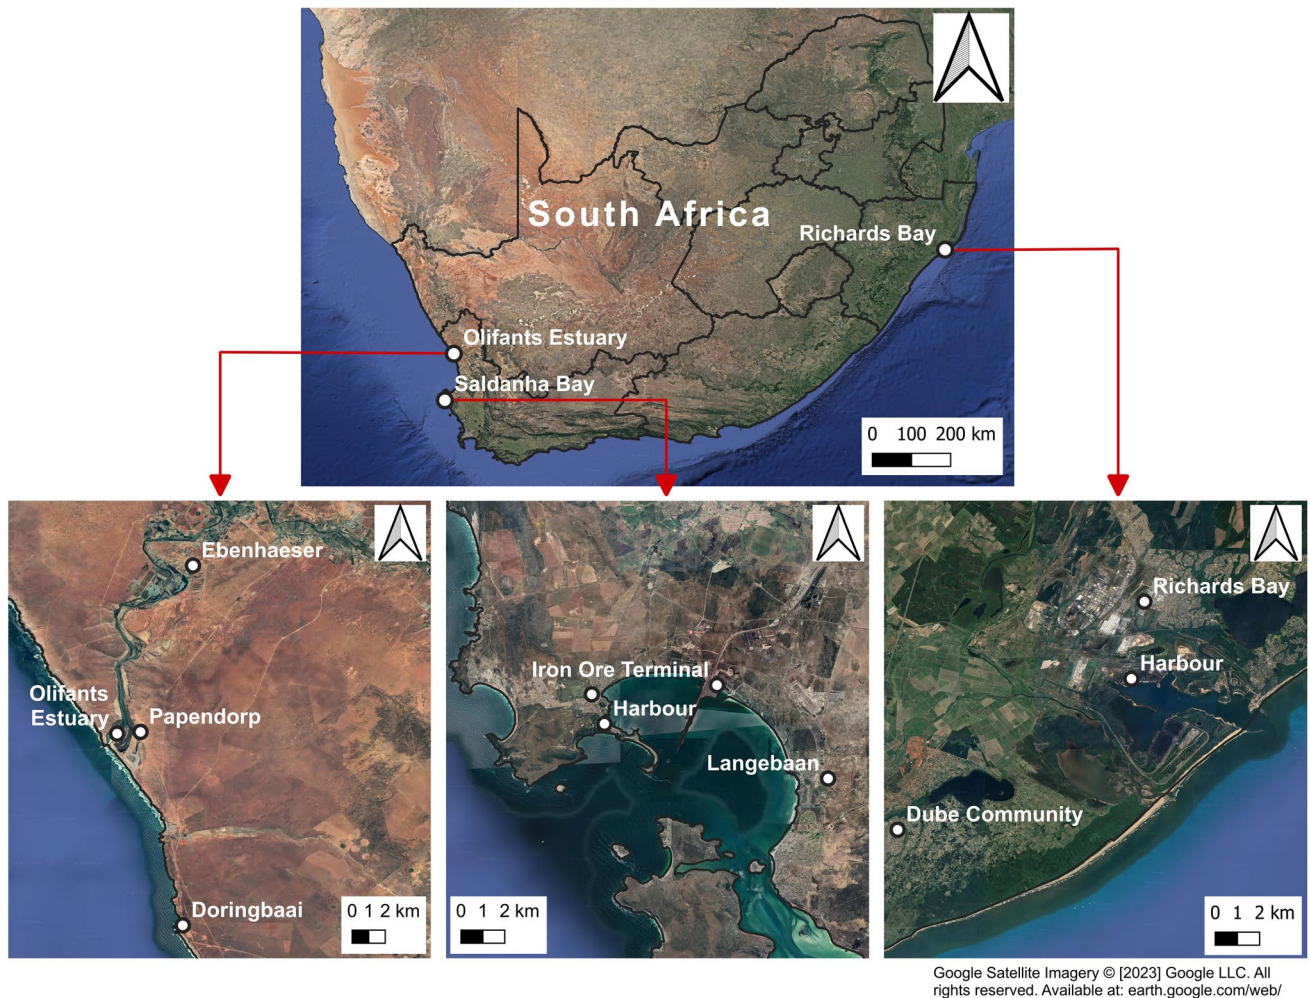 South Africa
Richards Bay
Olifants Estuary
Saldanha Bay
0 100 200 km
Ebenhaeser
Olifants
Estuary
Papendorp
Doringbaai
0 1 2 km
Iron Ore Terminal
Harbour
Langebaan
0 1 2 km
Richards Bay
Harbour
Dube Community
0 1 2 km
Google Satellite Imagery © [2023] Google LLC. All
rights reserved. Available at: earth.google.com/web/